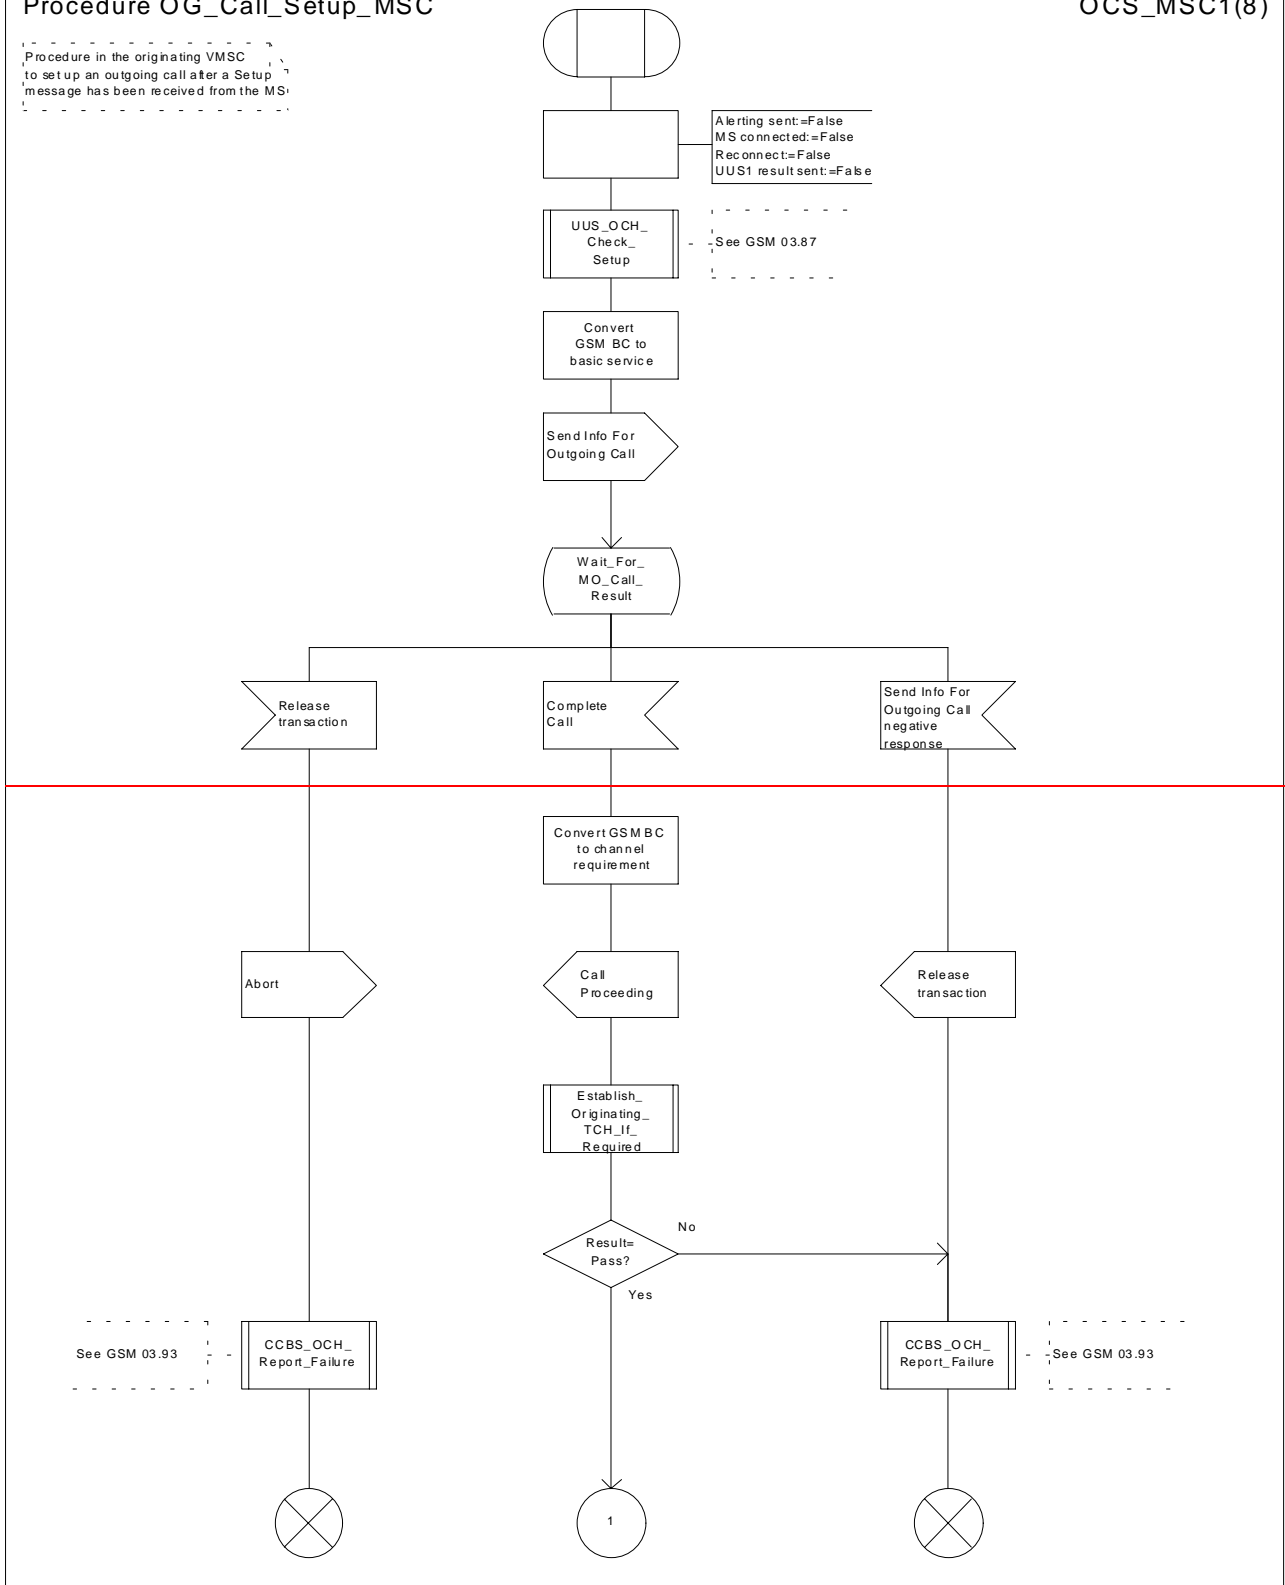 Procedure OG_Call_Setup_MSC
OCS_MSC1(8)
Procedure in the originating VMSC
to set up an outgoing call after a Setup
message has been received from the MS
Alerting sent:=False
MS connected:=False
Reconnect:=False
UUS1 result sent:=False
UUS_OCH_
Check_
Setup
See GSM 03.87
Convert
GSM BC to
basic service
Send Info For
Outgoing Call
Wait_For_
MO_Call_
Result
Release
transaction
Complete
Call
Send Info For
Outgoing Call
negative
response
Convert GSM BC
to channel
requirement
Abort
Call
Proceeding
Release
transaction
Establish_
Originating_
TCH_If_
Required
Result=
Pass?
No
Yes
See GSM 03.93
CCBS_OCH_
Report_Failure
CCBS_OCH_
Report_Failure
See GSM 03.93
1